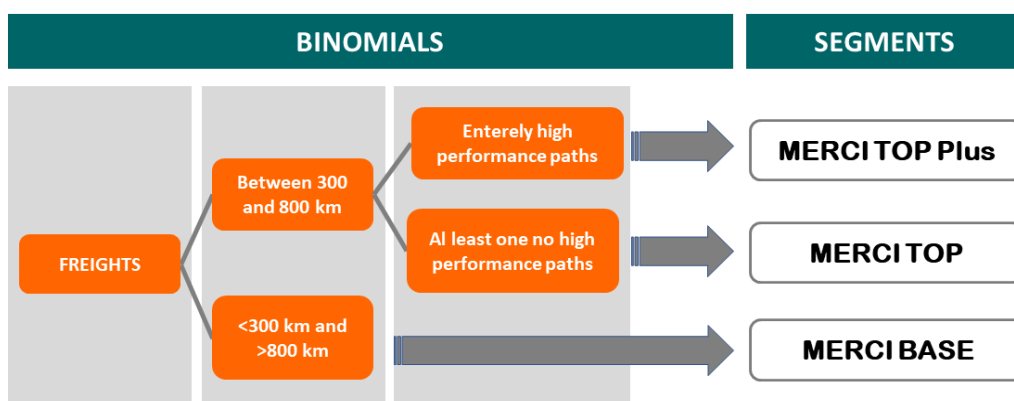 BINOMIALS
SEGMENTS
Enterely high
performance paths
MERCI TOP Plus
Between 300
and 800 km
Al least one no high
performance paths
MERCI TOP
FREIGHTS
<300 km and
>800 km
MERCI BASE